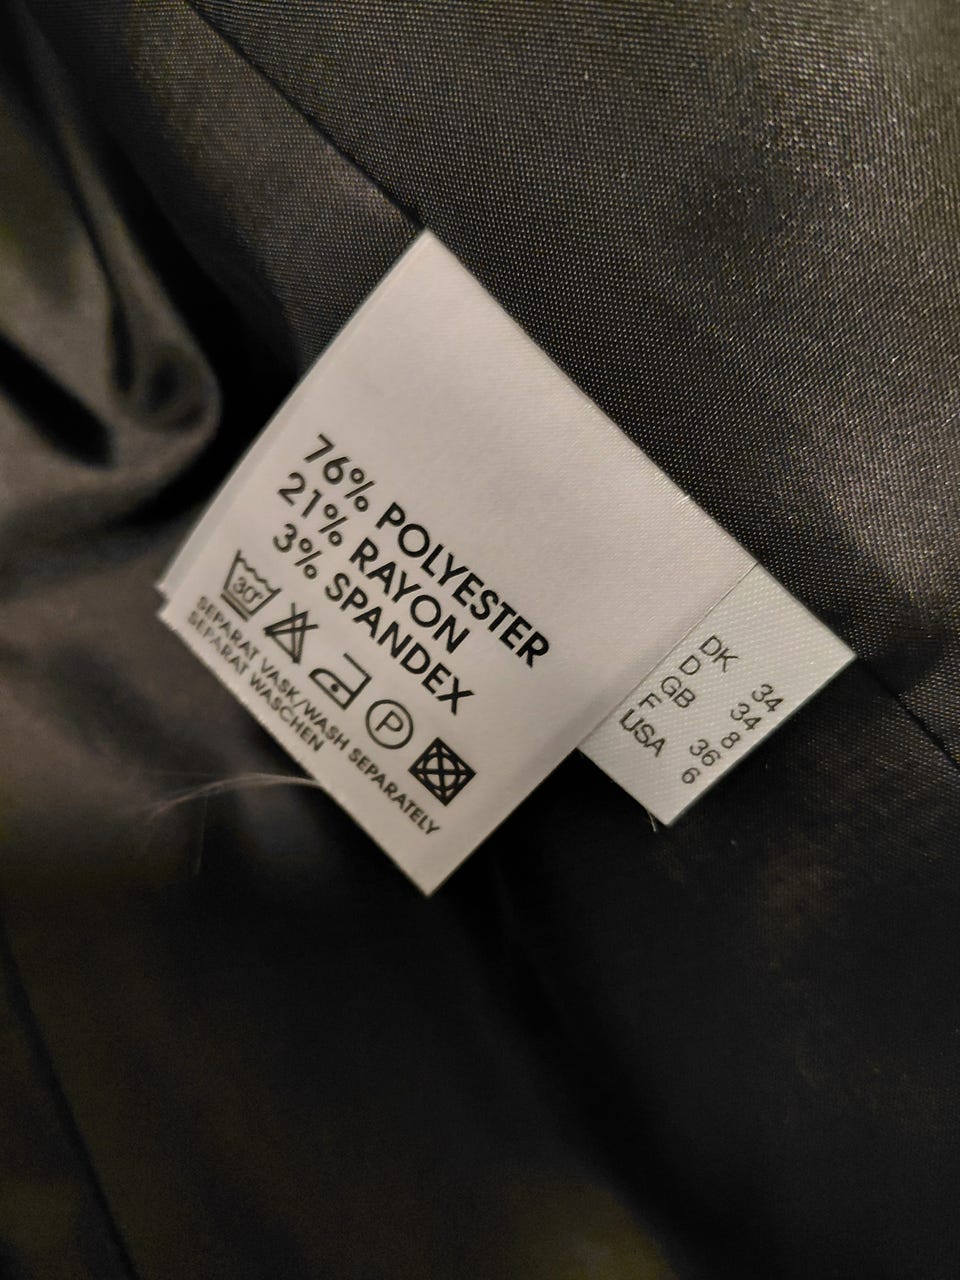 76% POLYESTER
21% RAYON
3% SPANDEX
30°
P
SEPARAT VASK/WASH SEPARATELY
SEPARAT WASCHEN
DK 34
D 34
GB 8
F 36
USA 6